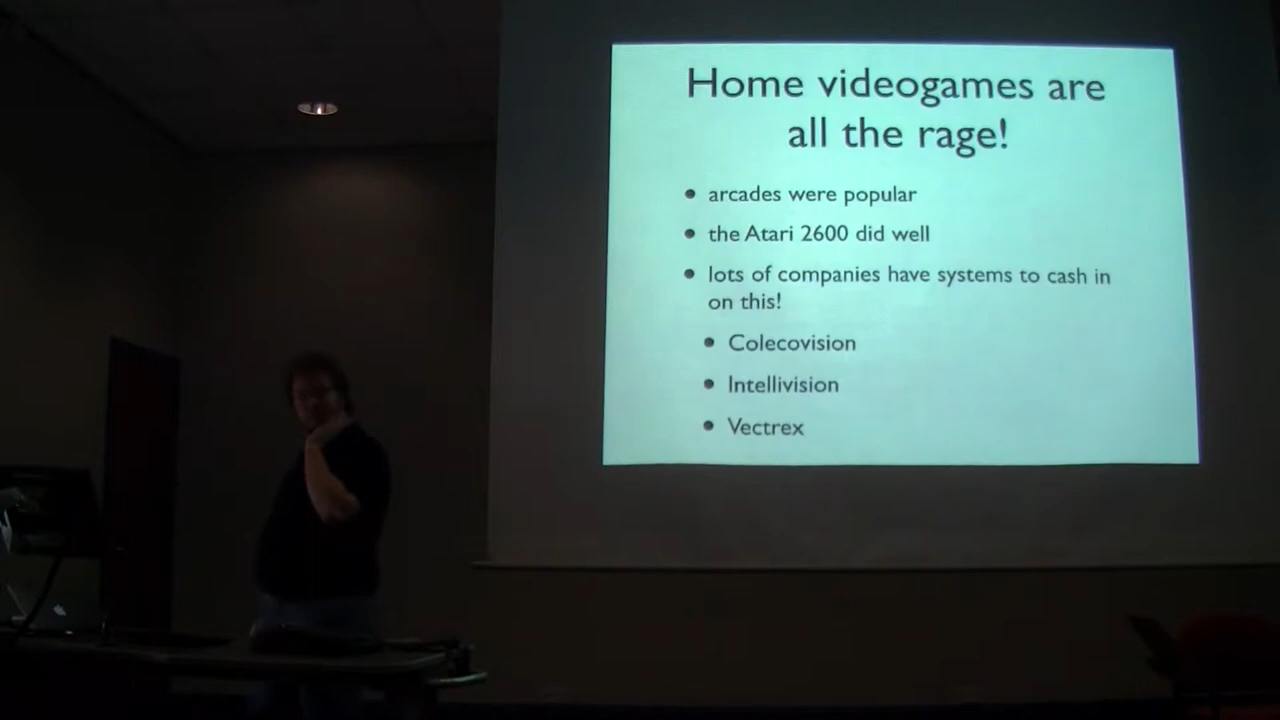 Home videogames are
all the rage!
• arcades were popular
• the Atari 2600 did well
• lots of companies have systems to cash in
on this!
• Colecovision
• Intellivision
• Vectrex